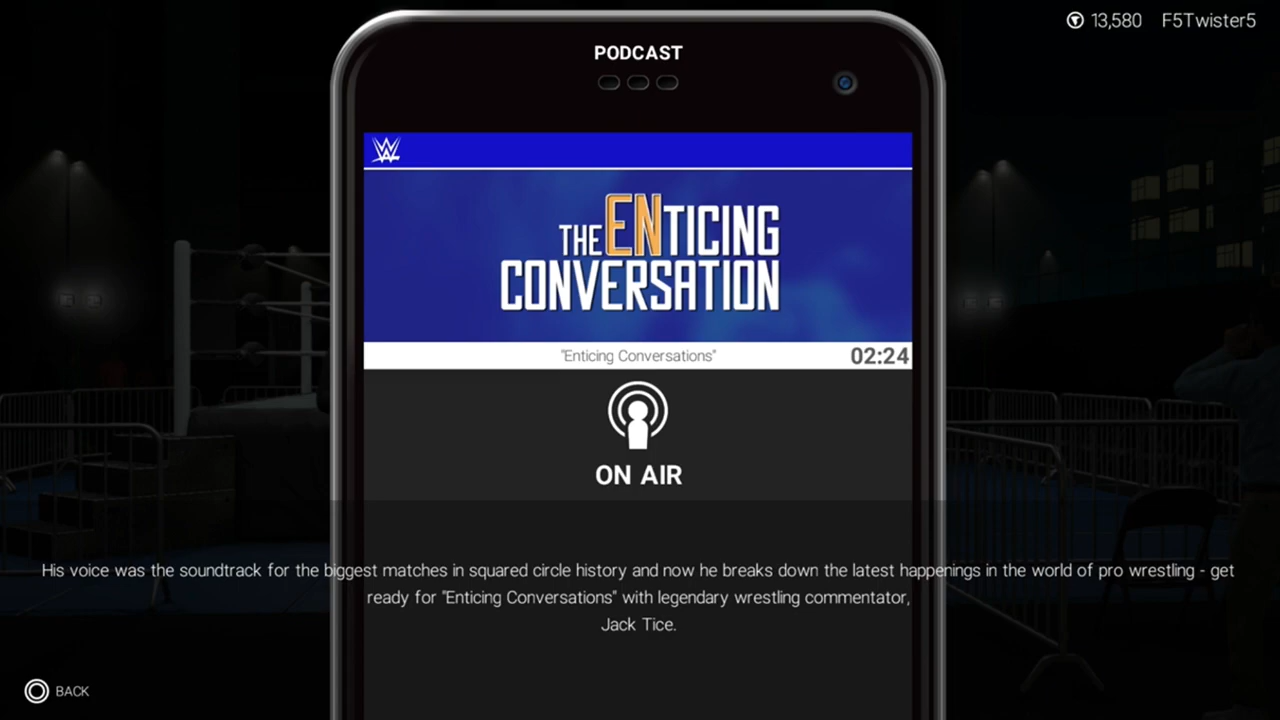 13,580 F5Twister5
PODCAST
W
THE ENTICING
CONVERSATION
"Enticing Conversations" 02:24
ON AIR
His voice was the soundtrack for the biggest matches in squared circle history and now he breaks down the latest happenings in the world of pro wrestling - get
ready for "Enticing Conversations" with legendary wrestling commentator,
Jack Tice.
BACK